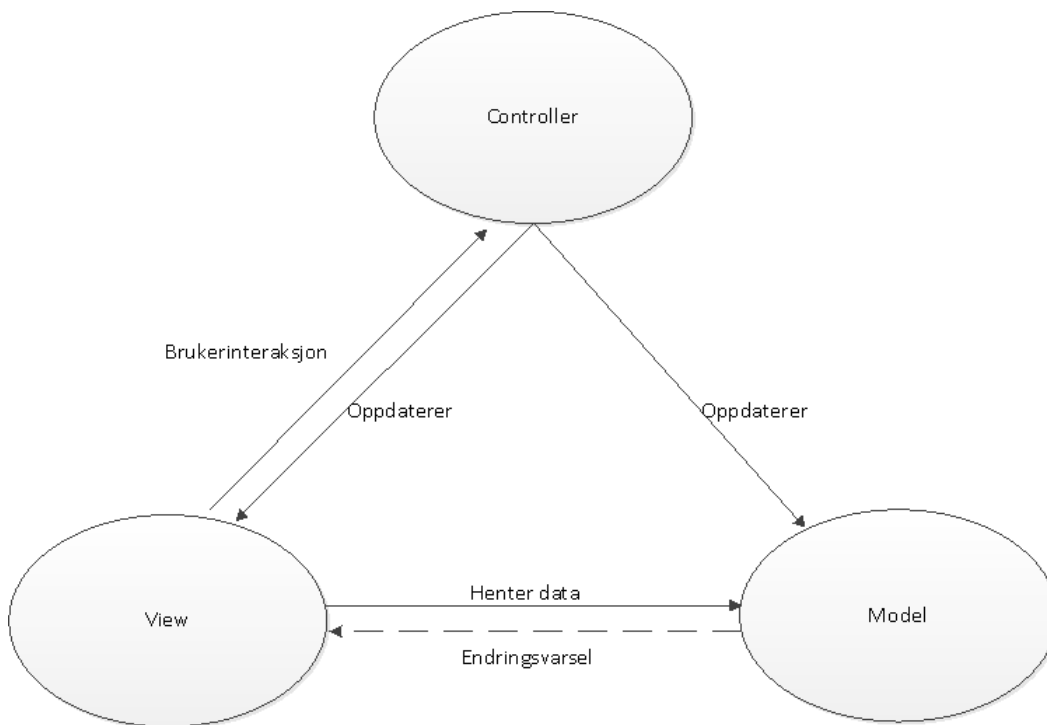 Controller
Brukerinteraksjon
Oppdaterer
Oppdaterer
Henter data
View
Model
Endringsvarsel